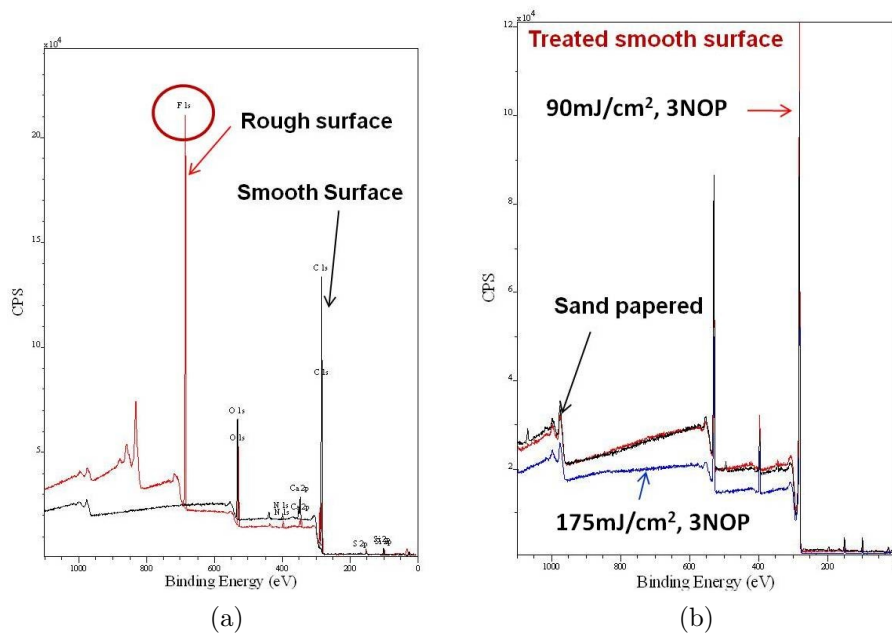 x10⁴
F 1s
Rough surface
Smooth Surface
C 1s
C 1s
O 1s
O 1s
Ca 2p
N 1s
N 1s
Ca 2p
S 2p
20
15
10
5
CPS
1000 800 600 400 200 0
Binding Energy (eV)
(a)
x10⁴
Treated smooth surface
90mJ/cm², 3NOP
Sand papered
175mJ/cm², 3NOP
12
10
8
6
4
2
CPS
1000 800 600 400 200
Binding Energy (eV)
(b)